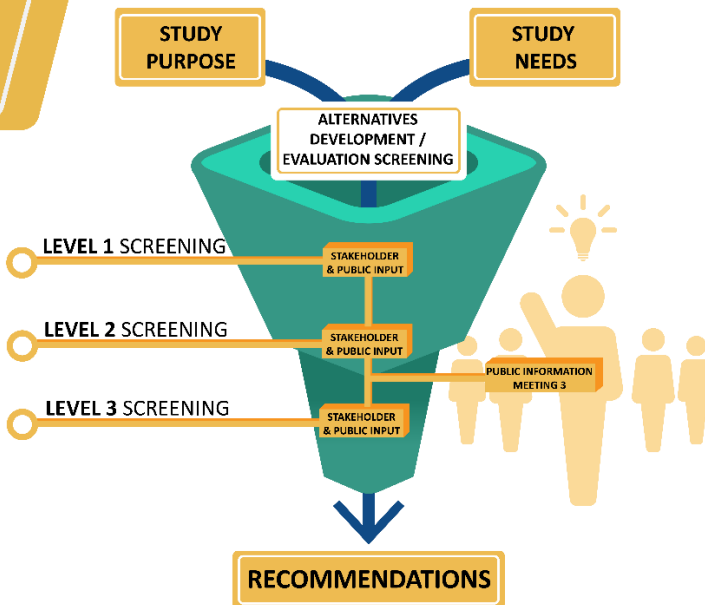 STUDY
PURPOSE
STUDY
NEEDS
ALTERNATIVES
DEVELOPMENT /
EVALUATION SCREENING
LEVEL 1 SCREENING
STAKEHOLDER
& PUBLIC INPUT
LEVEL 2 SCREENING
STAKEHOLDER
& PUBLIC INPUT
PUBLIC INFORMATION
MEETING 3
LEVEL 3 SCREENING
STAKEHOLDER
& PUBLIC INPUT
RECOMMENDATIONS